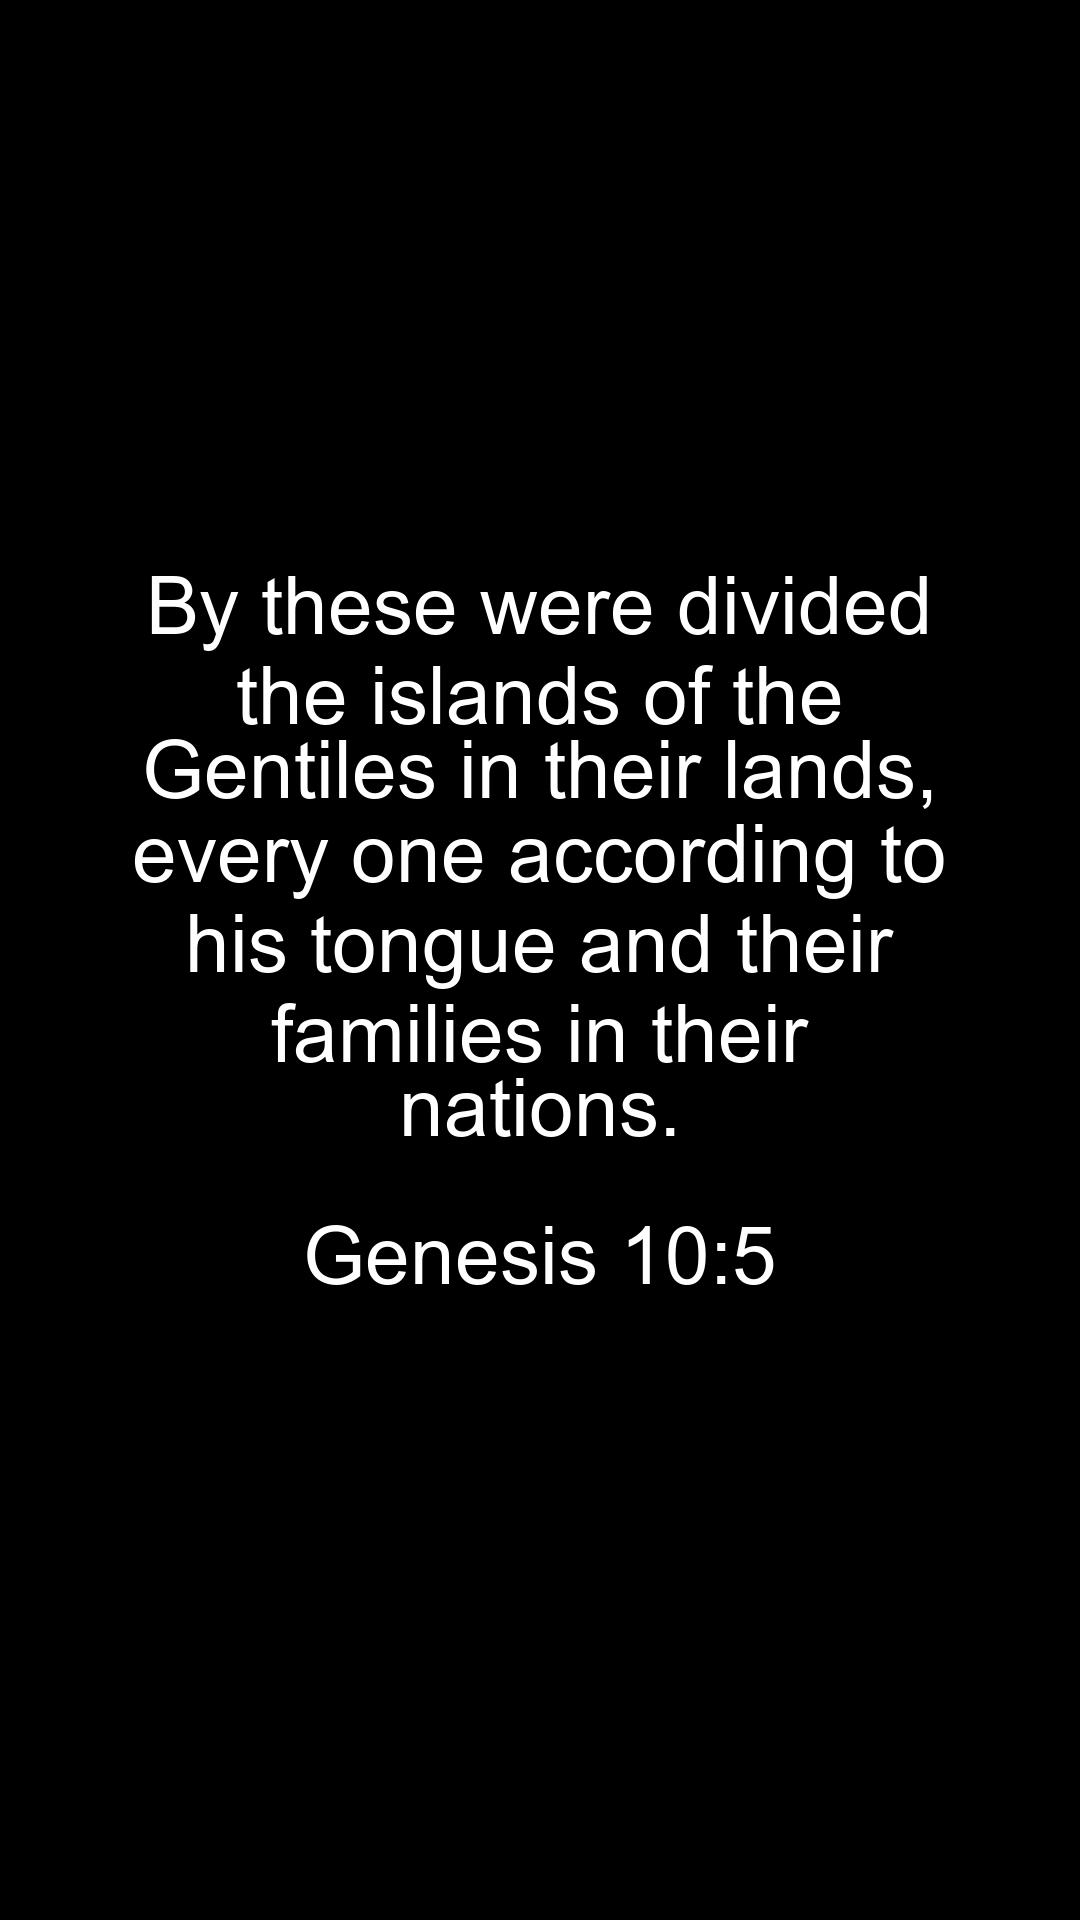 By these were divided
the islands of the
Gentiles in their lands,
every one according to
his tongue and their
families in their
nations.
Genesis 10:5